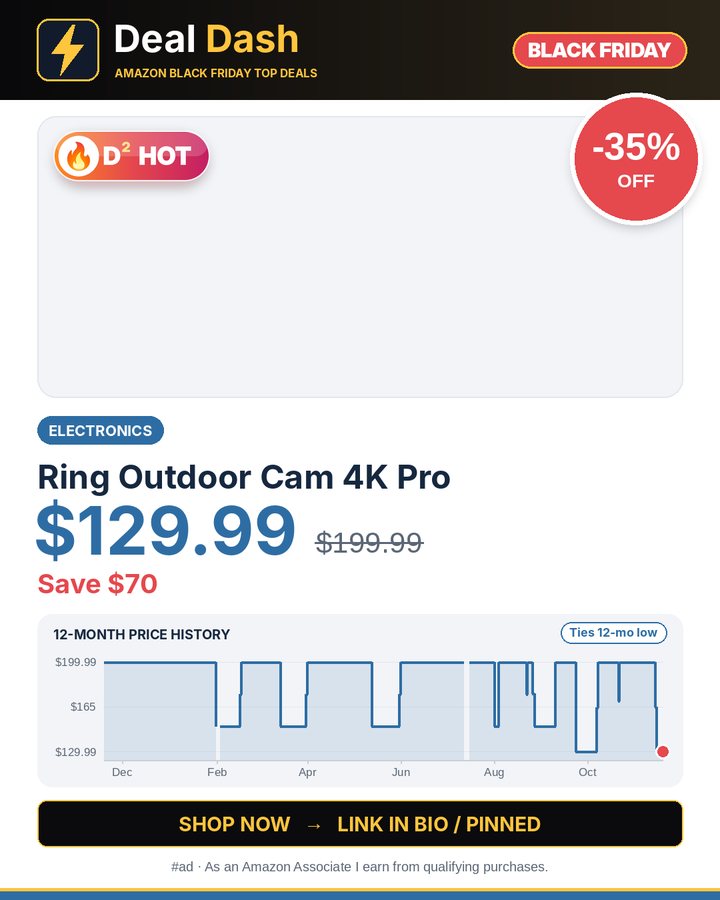 Deal Dash
AMAZON BLACK FRIDAY TOP DEALS
BLACK FRIDAY
D² HOT
-35%
OFF
ELECTRONICS
Ring Outdoor Cam 4K Pro
$129.99 $199.99
Save $70
12-MONTH PRICE HISTORY
Ties 12-mo low
$199.99
$165
$129.99
Dec Feb Apr Jun Aug Oct
SHOP NOW → LINK IN BIO / PINNED
#ad · As an Amazon Associate I earn from qualifying purchases.